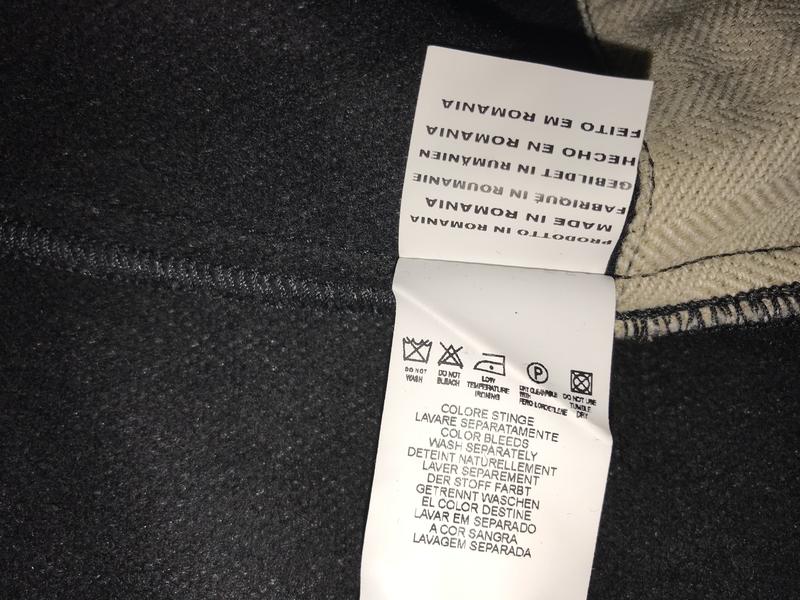 FEITO EM ROMANIA
HECHO EN ROMANIA
GEBILDET IN RUMÄNIEN
FABRIQUÉ IN ROUMANIE
MADE IN ROMANIA
PRODOTTO IN ROMANIA
DO NOT WASH
DO NOT BLEACH
LOW TEMPERATURE IRONING
P
DRY CLEANABLE WITH
DO NOT USE TUMBLE DRY
COLORE STINGE
LAVARE SEPARATAMENTE
COLOR BLEEDS
WASH SEPARATELY
DETEINT NATURELLEMENT
LAVER SEPAREMENT
DER STOFF FARBT
GETRENNT WASCHEN
EL COLOR DESTINE
LAVAR EM SEPARADO
A COR SANGRA
LAVAGEM SEPARADA